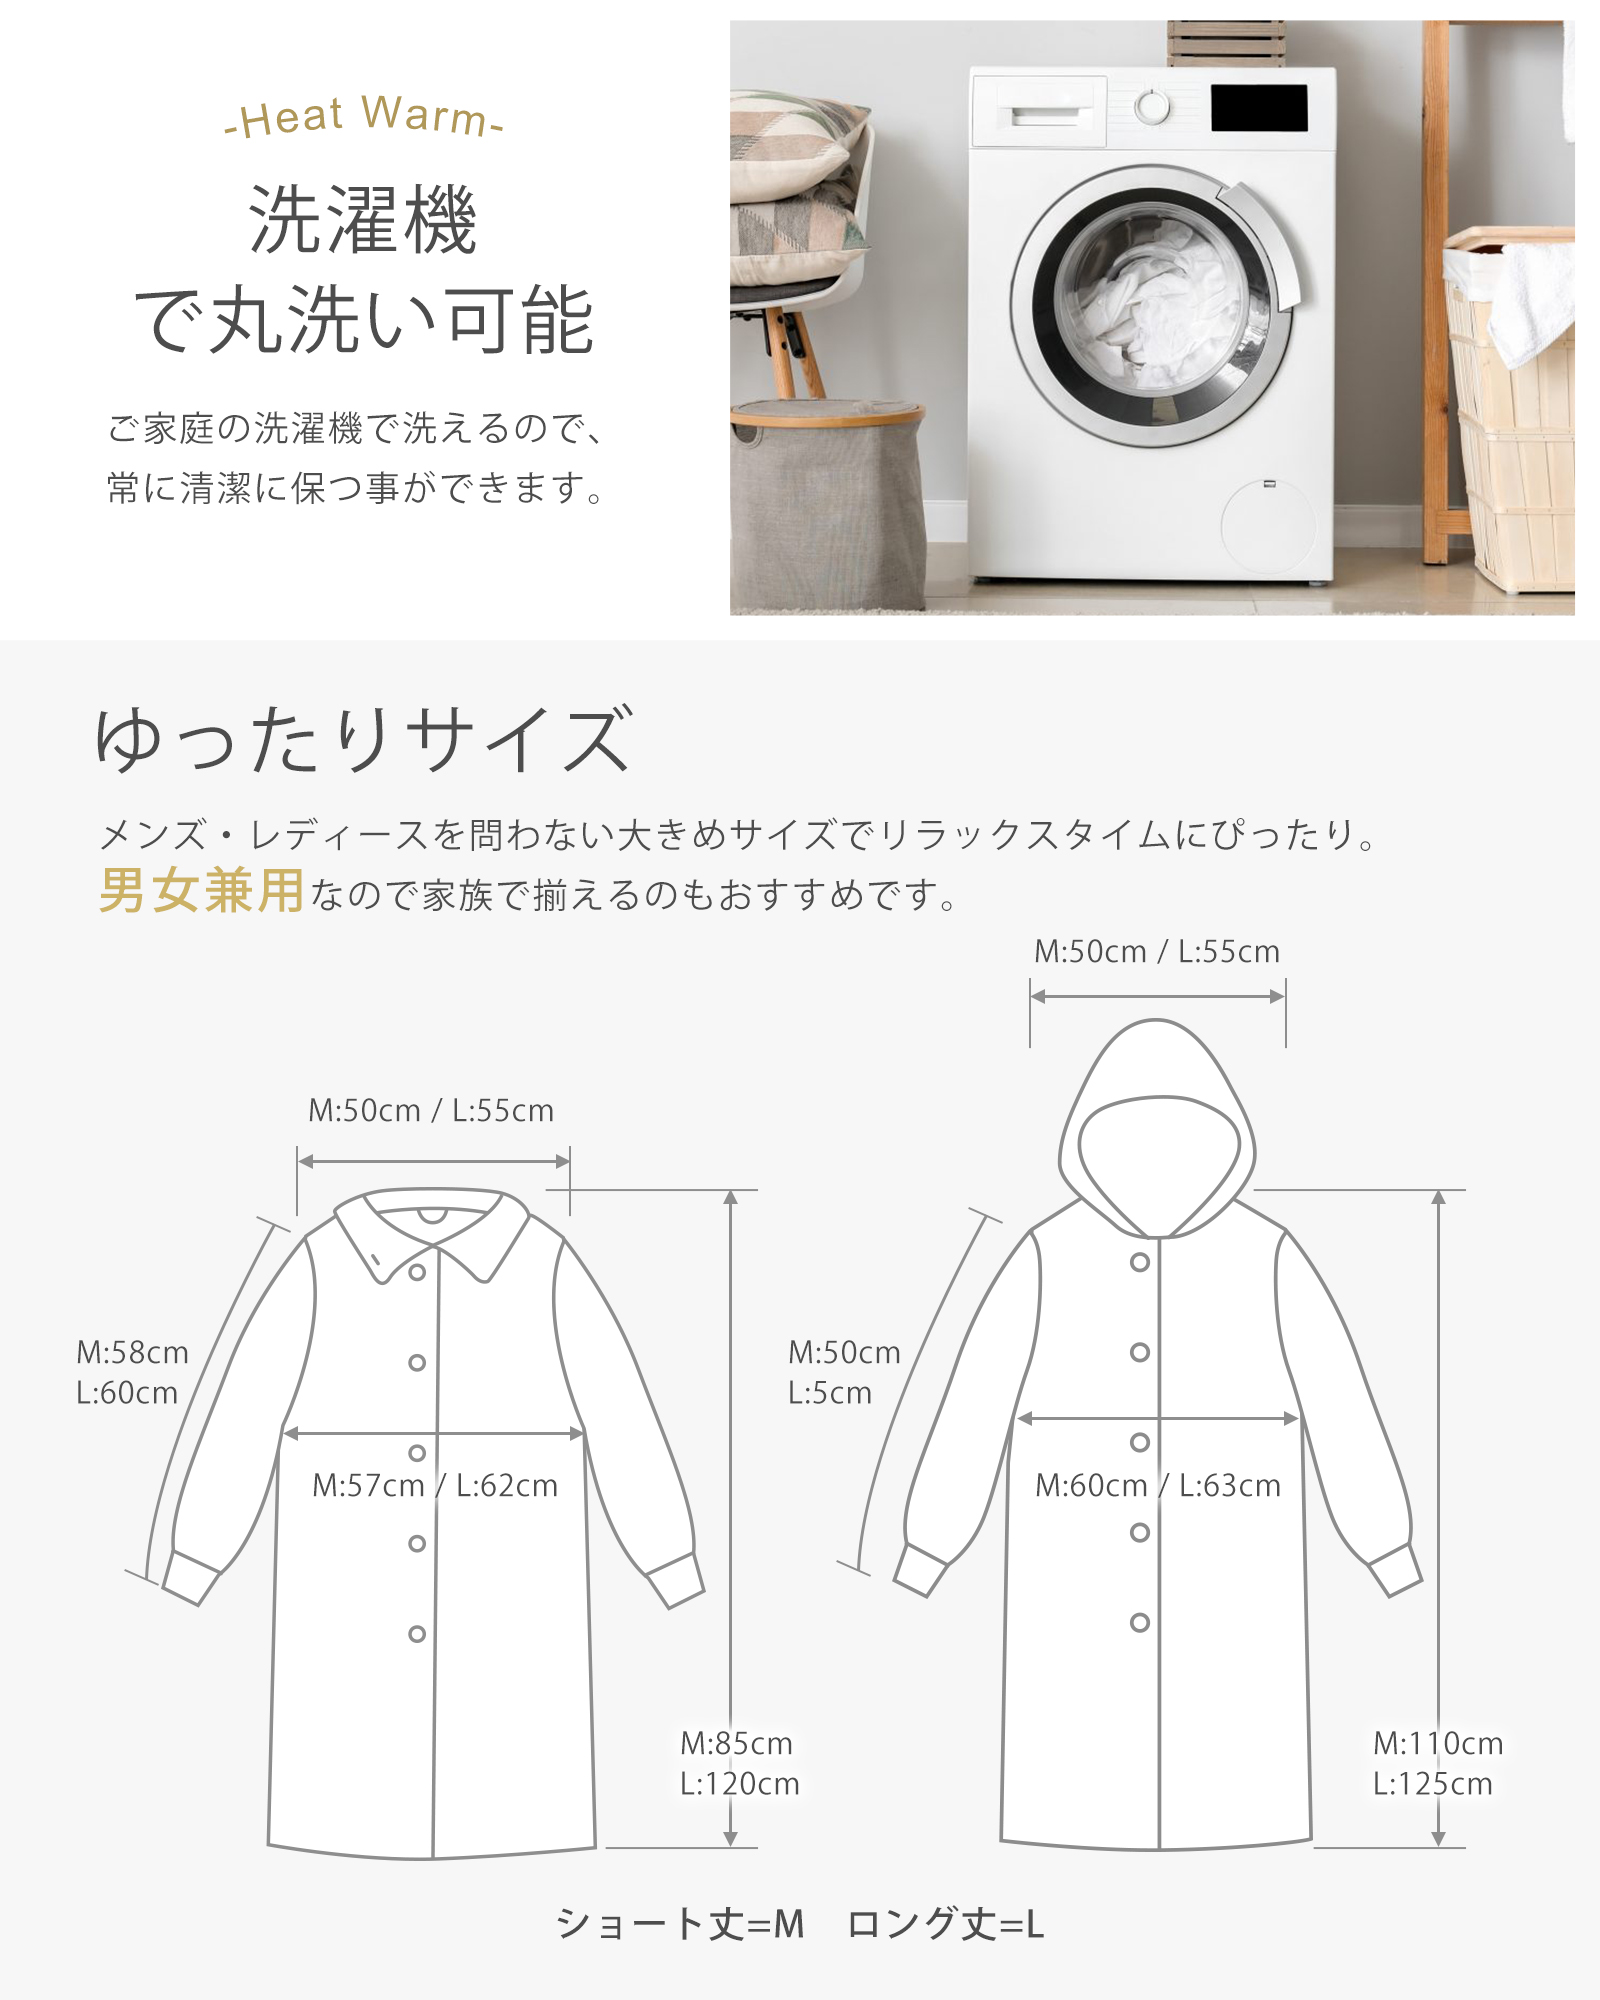 -Heat Warm-
洗濯機
で丸洗い可能
ご家庭の洗濯機で洗えるので、
常に清潔に保つ事ができます。
ゆったりサイズ
メンズ・レディースを問わない大きめサイズでリラックスタイムにぴったり。
男女兼用なので家族で揃えるのもおすすめです。
M:50cm / L:55cm
M:50cm / L:55cm
M:58cm
L:60cm
M:50cm
L:5cm
M:57cm / L:62cm
M:60cm / L:63cm
M:85cm
L:120cm
M:110cm
L:125cm
ショート丈=M　ロング丈=L